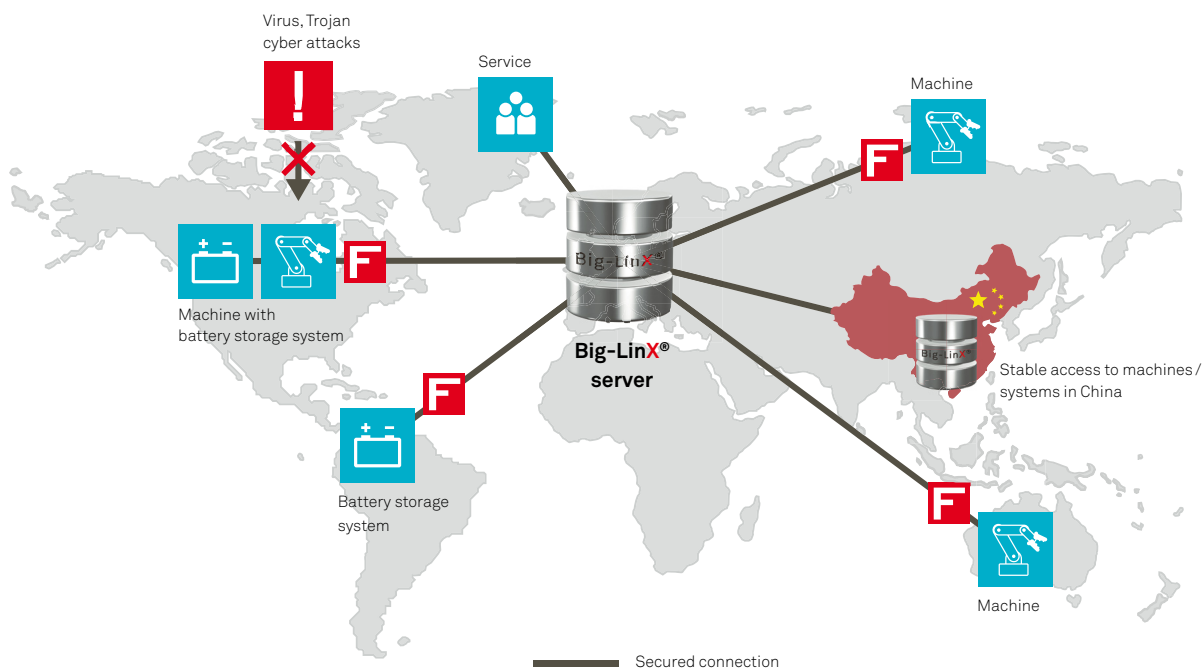 Virus, Trojan
cyber attacks
Service
Machine
Machine with
battery storage system
Big-LinX®
Big-LinX®
server
Big-LinX®
Stable access to machines /
systems in China
Battery storage
system
Machine
Secured connection
F
F
F
F